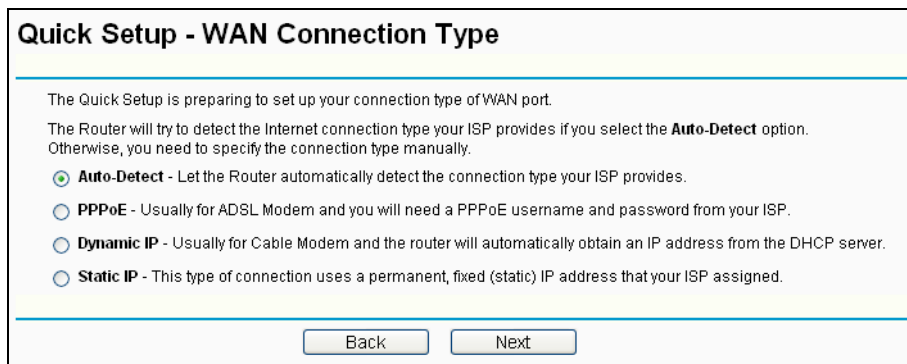 Quick Setup - WAN Connection Type
The Quick Setup is preparing to set up your connection type of WAN port.
The Router will try to detect the Internet connection type your ISP provides if you select the Auto-Detect option.
Otherwise, you need to specify the connection type manually.
Auto-Detect - Let the Router automatically detect the connection type your ISP provides.
PPPoE - Usually for ADSL Modem and you will need a PPPoE username and password from your ISP.
Dynamic IP - Usually for Cable Modem and the router will automatically obtain an IP address from the DHCP server.
Static IP - This type of connection uses a permanent, fixed (static) IP address that your ISP assigned.
Back Next